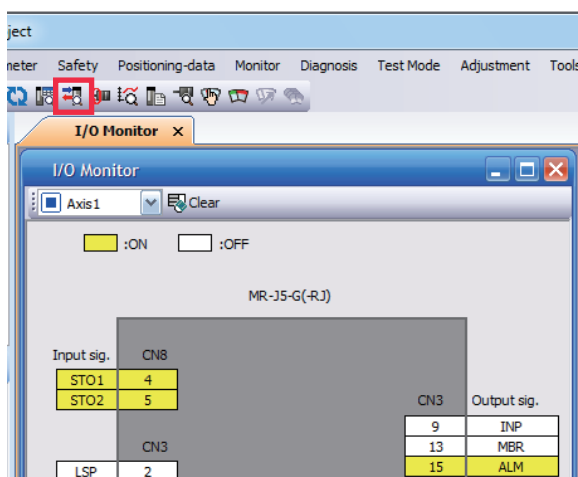 ject
meter Safety Positioning-data Monitor Diagnosis Test Mode Adjustment Tools
I/O Monitor x
I/O Monitor
Axis1 Clear
:ON :OFF
MR-J5-G(-RJ)
Input sig. CN8
STO1 4
STO2 5
CN3 Output sig.
9 INP
CN3
13 MBR
LSP 2
15 ALM